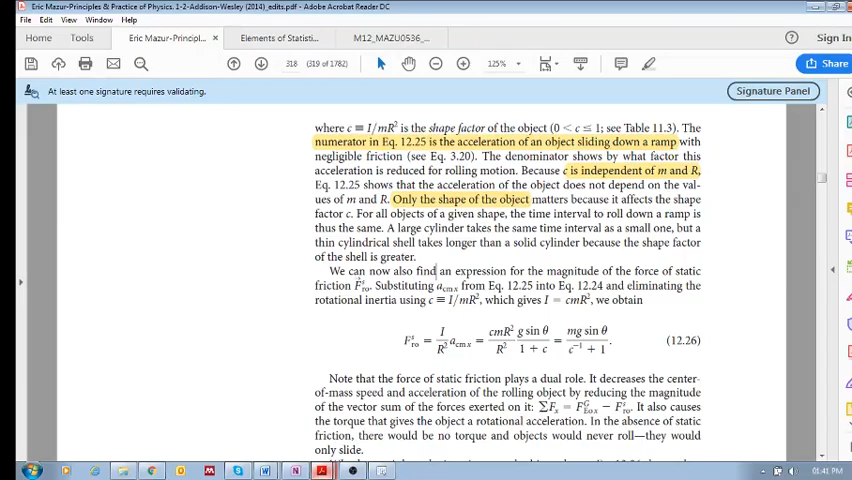 Eric Mazur-Principles & Practice of Physics. 1-2-Addison-Wesley (2014)_edits.pdf - Adobe Acrobat Reader DC
File Edit View Window Help
Home Tools Eric Mazur-Principl... × Elements of Statisti... M12_MAZU0536_... ? Sign In
318 (319 of 1782) 125% Share
At least one signature requires validating. Signature Panel
where c ≡ I/mR² is the shape factor of the object (0 < c ≤ 1; see Table 11.3). The
numerator in Eq. 12.25 is the acceleration of an object sliding down a ramp with
negligible friction (see Eq. 3.20). The denominator shows by what factor this
acceleration is reduced for rolling motion. Because c is independent of m and R,
Eq. 12.25 shows that the acceleration of the object does not depend on the val-
ues of m and R. Only the shape of the object matters because it affects the shape
factor c. For all objects of a given shape, the time interval to roll down a ramp is
thus the same. A large cylinder takes the same time interval as a small one, but a
thin cylindrical shell takes longer than a solid cylinder because the shape factor
of the shell is greater.
We can now also find an expression for the magnitude of the force of static
friction F⃗ˢ_ro. Substituting a_cm x from Eq. 12.25 into Eq. 12.24 and eliminating the
rotational inertia using c ≡ I/mR², which gives I = cmR², we obtain
Fˢ_ro = I/R² a_cm x = cmR²/R² g sin θ/1 + c = mg sin θ/c⁻¹ + 1. (12.26)
Note that the force of static friction plays a dual role. It decreases the center-
of-mass speed and acceleration of the rolling object by reducing the magnitude
of the vector sum of the forces exerted on it: ∑F_x = F^G_Eo x − Fˢ_ro. It also causes
the torque that gives the object a rotational acceleration. In the absence of static
friction, there would be no torque and objects would never roll—they would
only slide.
01:41 PM